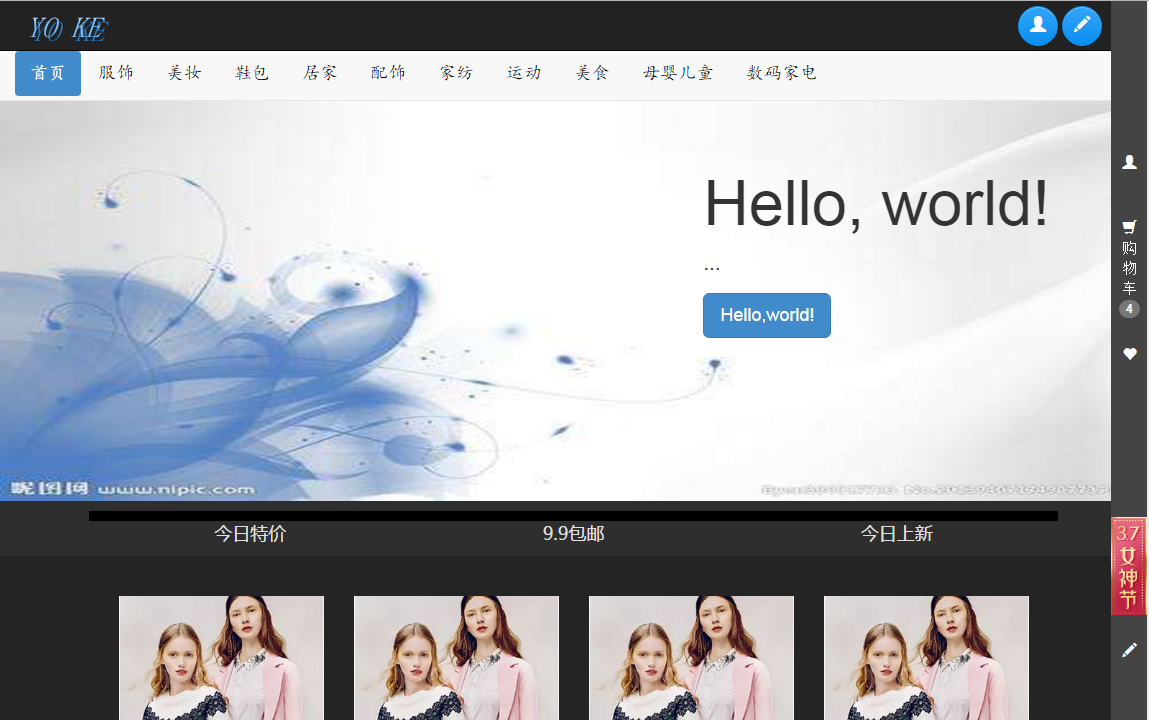 YO KE
首页 服饰 美妆 鞋包 居家 配饰 家纺 运动 美食 母婴儿童 数码家电
Hello, world!
...
Hello,world!
购物车
4
昵图网 www.nipic.com
今日特价 9.9包邮 今日上新
3.7女神节